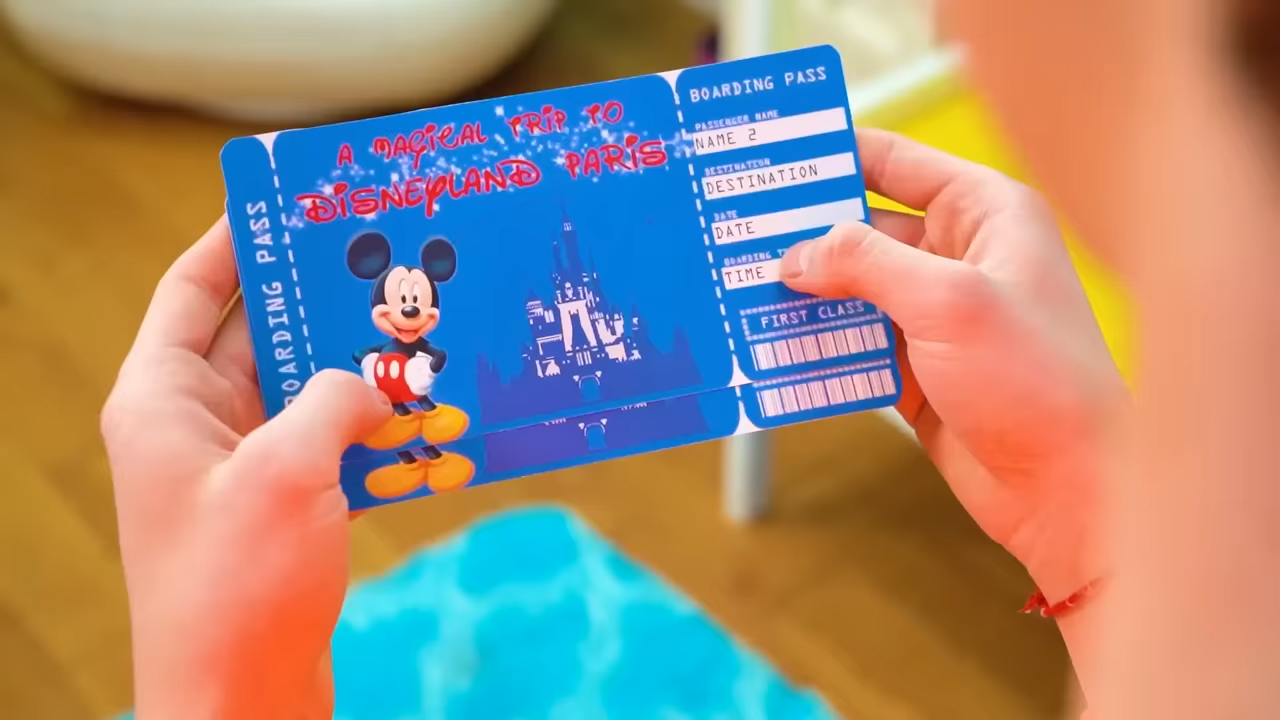 BOARDING PASS
A MAGICAL TRIP TO
DISNEYLAND PARIS
BOARDING PASS
PASSENGER NAME
NAME 2
DESTINATION
DESTINATION
DATE
DATE
BOARDING
TIME
FIRST CLASS